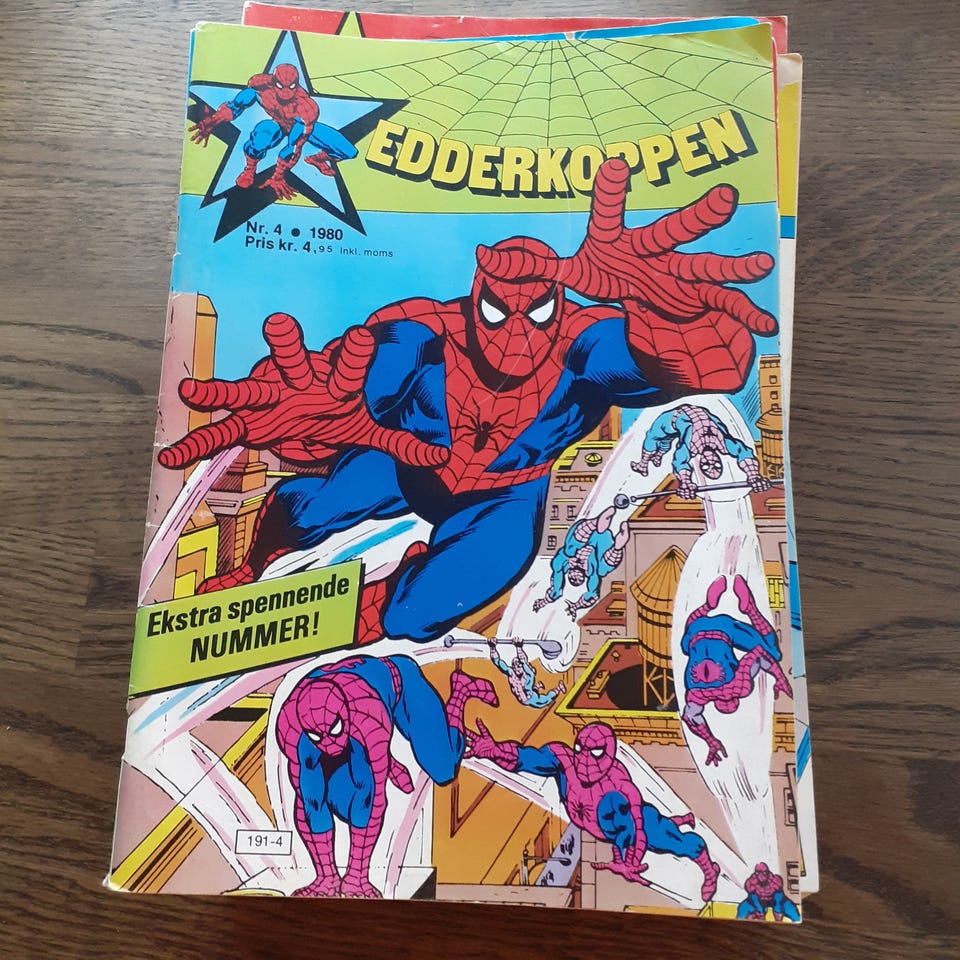 EDDERKOPPEN
Nr. 4 • 1980
Pris kr. 4,95 inkl. moms
Ekstra spennende
NUMMER!
191-4